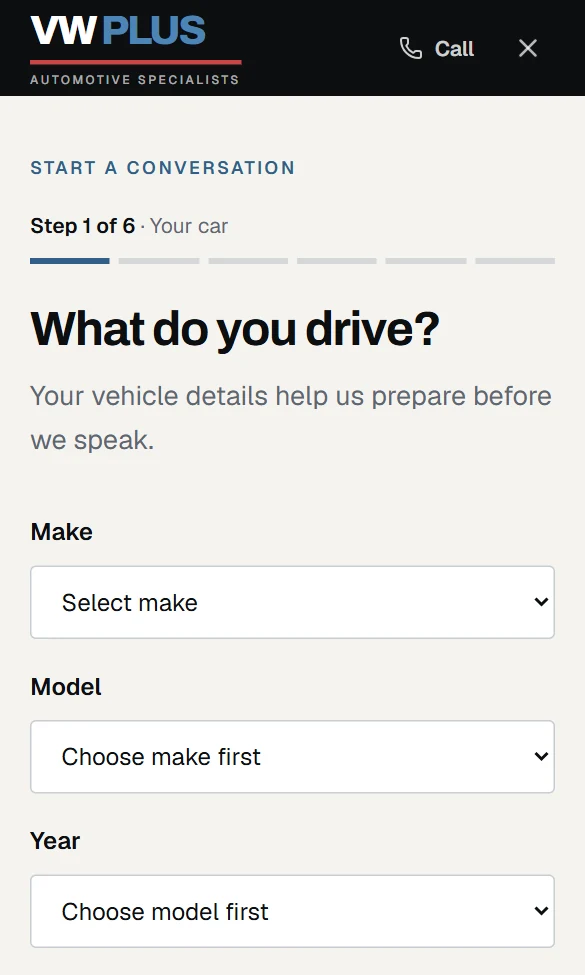 VW PLUS
AUTOMOTIVE SPECIALISTS
Call
START A CONVERSATION
Step 1 of 6 · Your car
What do you drive?
Your vehicle details help us prepare before
we speak.
Make
Select make
Model
Choose make first
Year
Choose model first